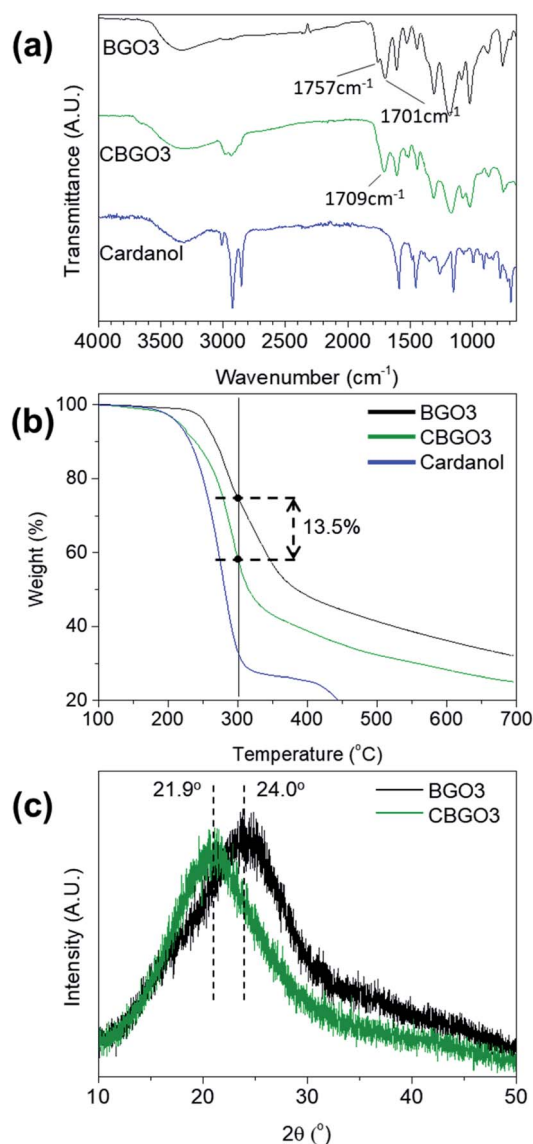 (a)
BGO3
1757cm⁻¹
1701cm⁻¹
CBGO3
1709cm⁻¹
Cardanol
Transmittance (A.U.)
4000 3500 3000 2500 2000 1500 1000
Wavenumber (cm⁻¹)
(b)
100
80
60
40
20
BGO3
CBGO3
Cardanol
13.5%
Weight (%)
100 200 300 400 500 600 700
Temperature (°C)
(c)
21.9° 24.0°
BGO3
CBGO3
Intensity (A.U.)
10 20 30 40 50
2θ (°)